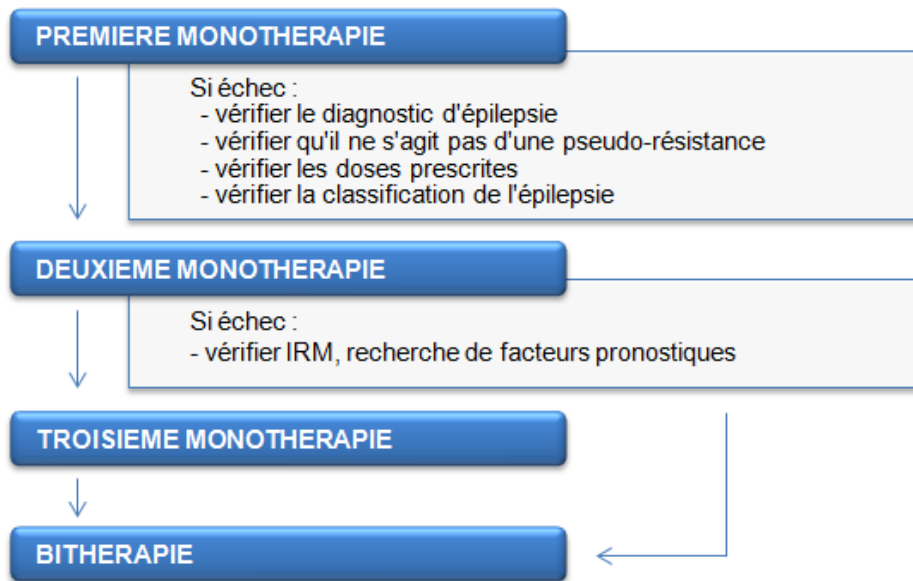 PREMIERE MONOTHERAPIE
Si échec :
- vérifier le diagnostic d'épilepsie
- vérifier qu'il ne s'agit pas d'une pseudo-résistance
- vérifier les doses prescrites
- vérifier la classification de l'épilepsie
DEUXIEME MONOTHERAPIE
Si échec :
- vérifier IRM, recherche de facteurs pronostiques
TROISIEME MONOTHERAPIE
BITHERAPIE